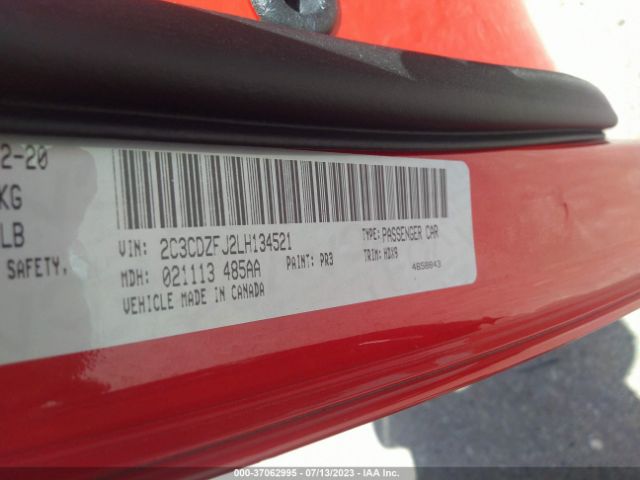 2-20
KG
LB
SAFETY.
VIN: 2C3CDZFJ2LH134521
TYPE: PASSENGER CAR
MDH: 021113 485AA
PAINT: PR3
TRIM: HDX9
VEHICLE MADE IN CANADA
4658043
000-37062995 - 07/13/2023 - IAA Inc.